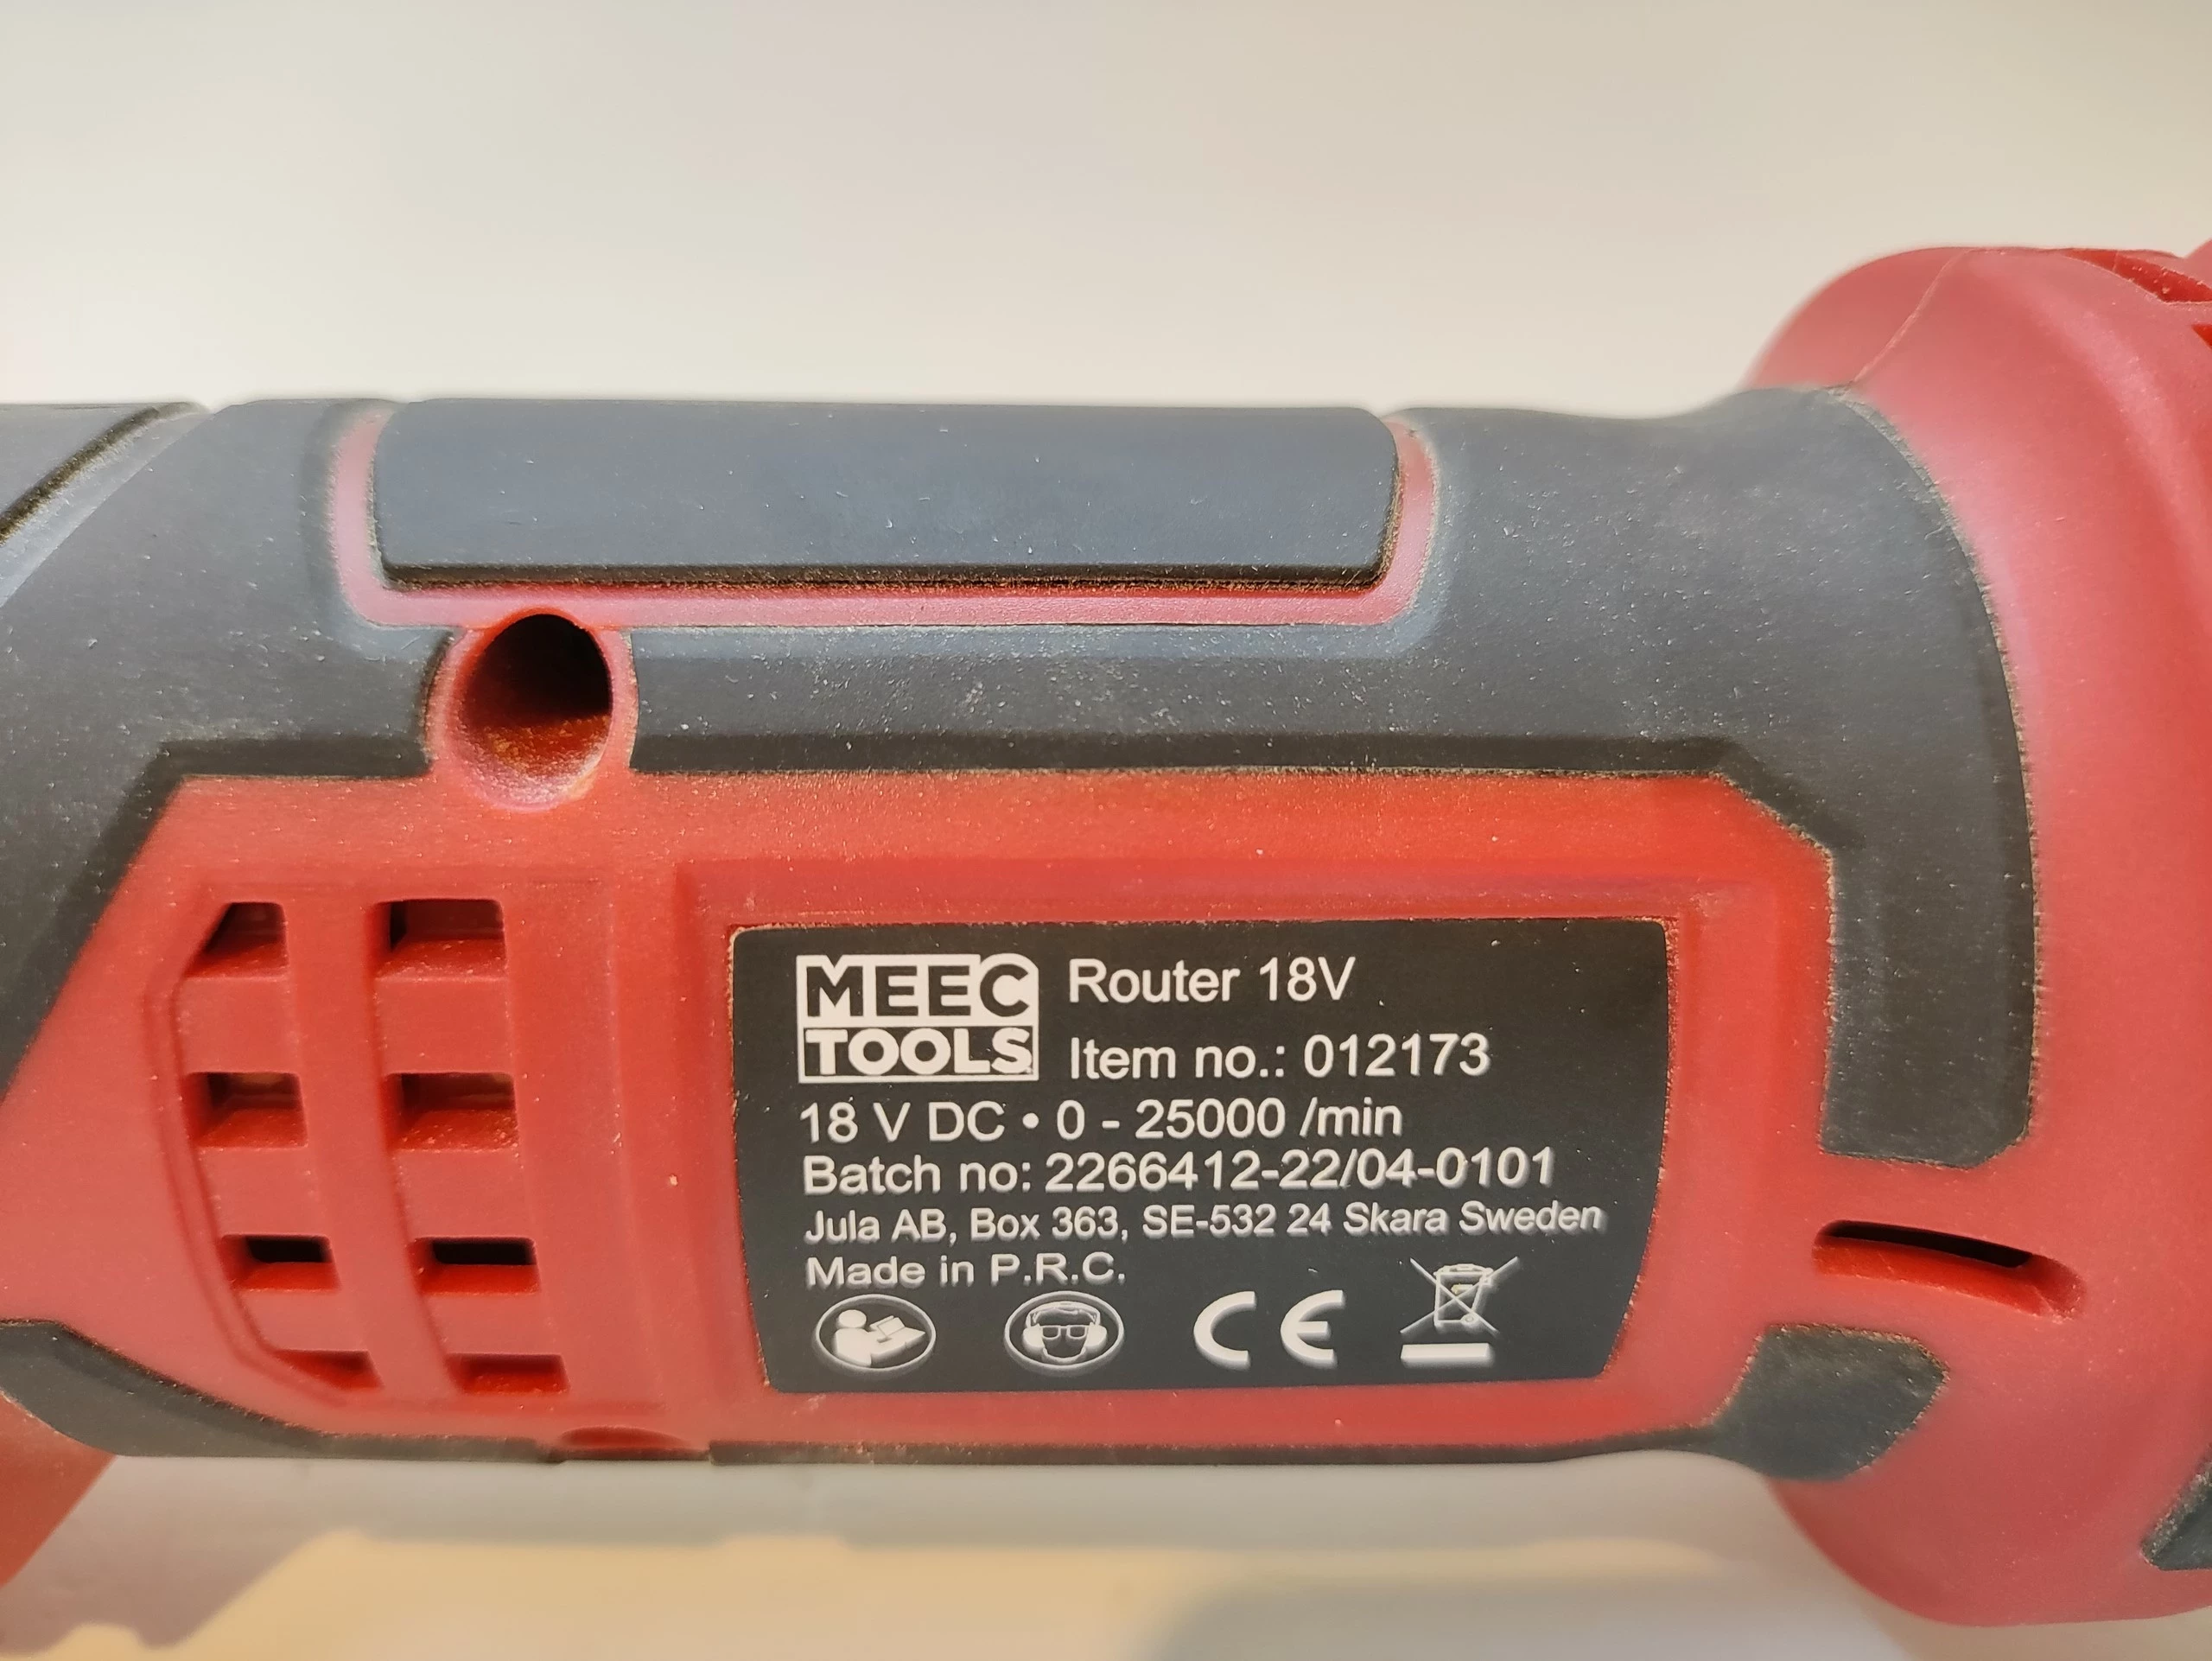 MEEC
TOOLS
Router 18V
Item no.: 012173
18 V DC • 0 - 25000 /min
Batch no: 2266412-22/04-0101
Jula AB, Box 363, SE-532 24 Skara Sweden
Made in P.R.C.
CE